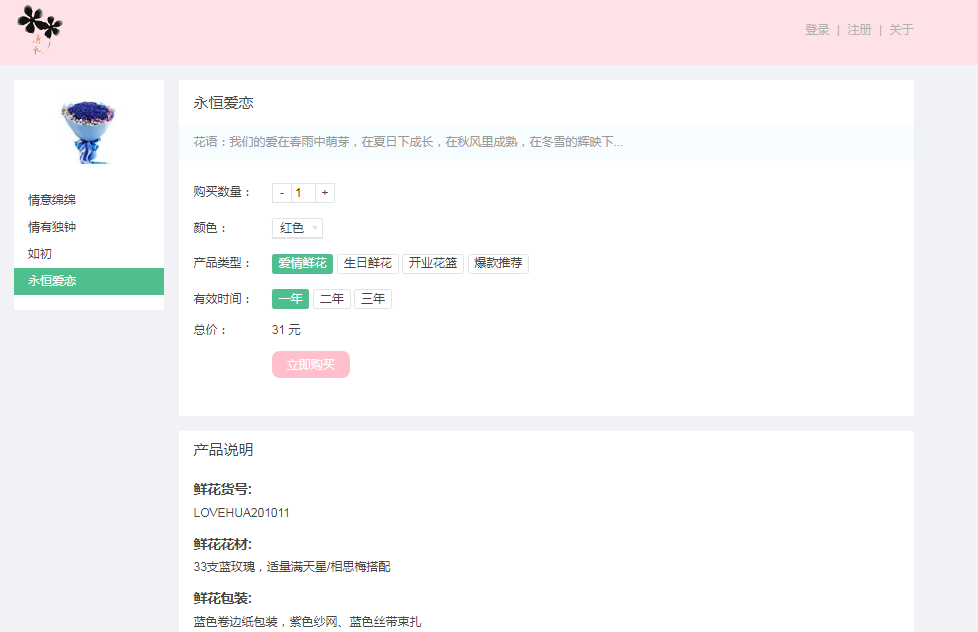 登录 | 注册 | 关于
情意绵绵
情有独钟
如初
永恒爱恋
永恒爱恋
花语：我们的爱在春雨中萌芽，在夏日下成长，在秋风里成熟，在冬雪的辉映下...
购买数量： - 1 +
颜色： 红色
产品类型： 爱情鲜花 生日鲜花 开业花篮 爆款推荐
有效时间： 一年 二年 三年
总价： 31 元
立即购买
产品说明
鲜花货号:
LOVEHUA201011
鲜花花材:
33支蓝玫瑰，适量满天星/相思梅搭配
鲜花包装:
蓝色卷边纸包装，紫色纱网、蓝色丝带束扎